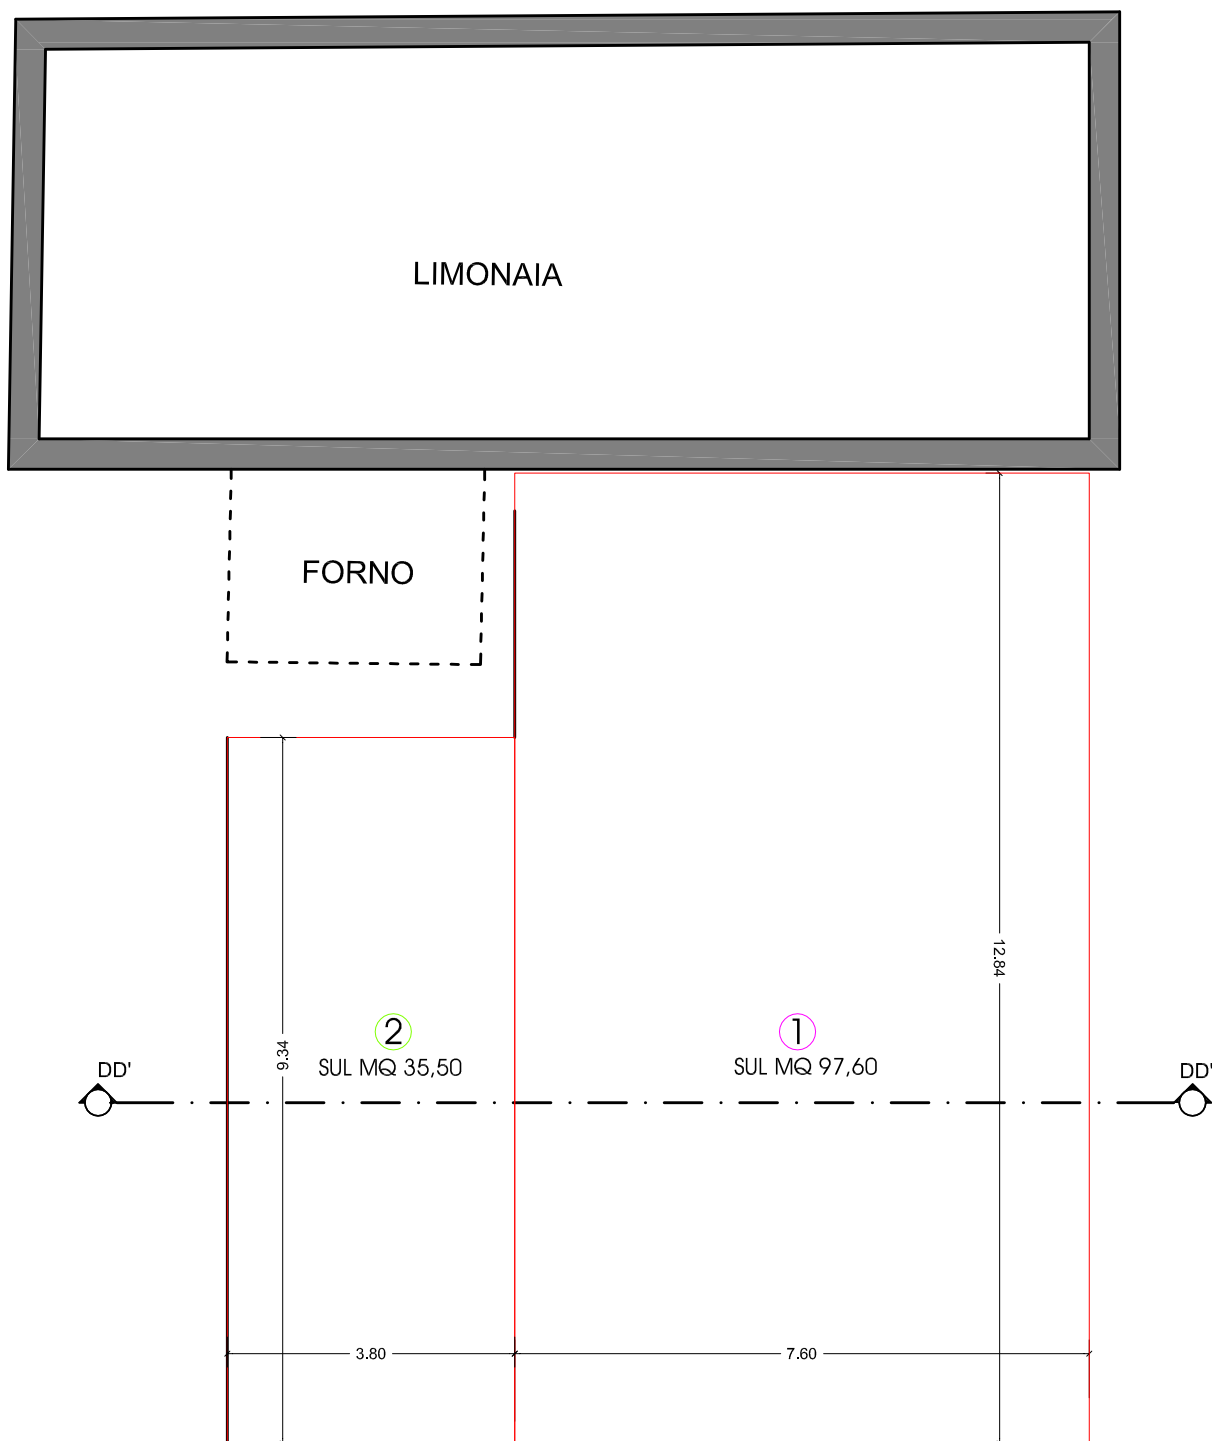 LIMONAIA
FORNO
12.84
9.34
2
SUL MQ 35,50
1
SUL MQ 97,60
DD'
DD'
3.80
7.60